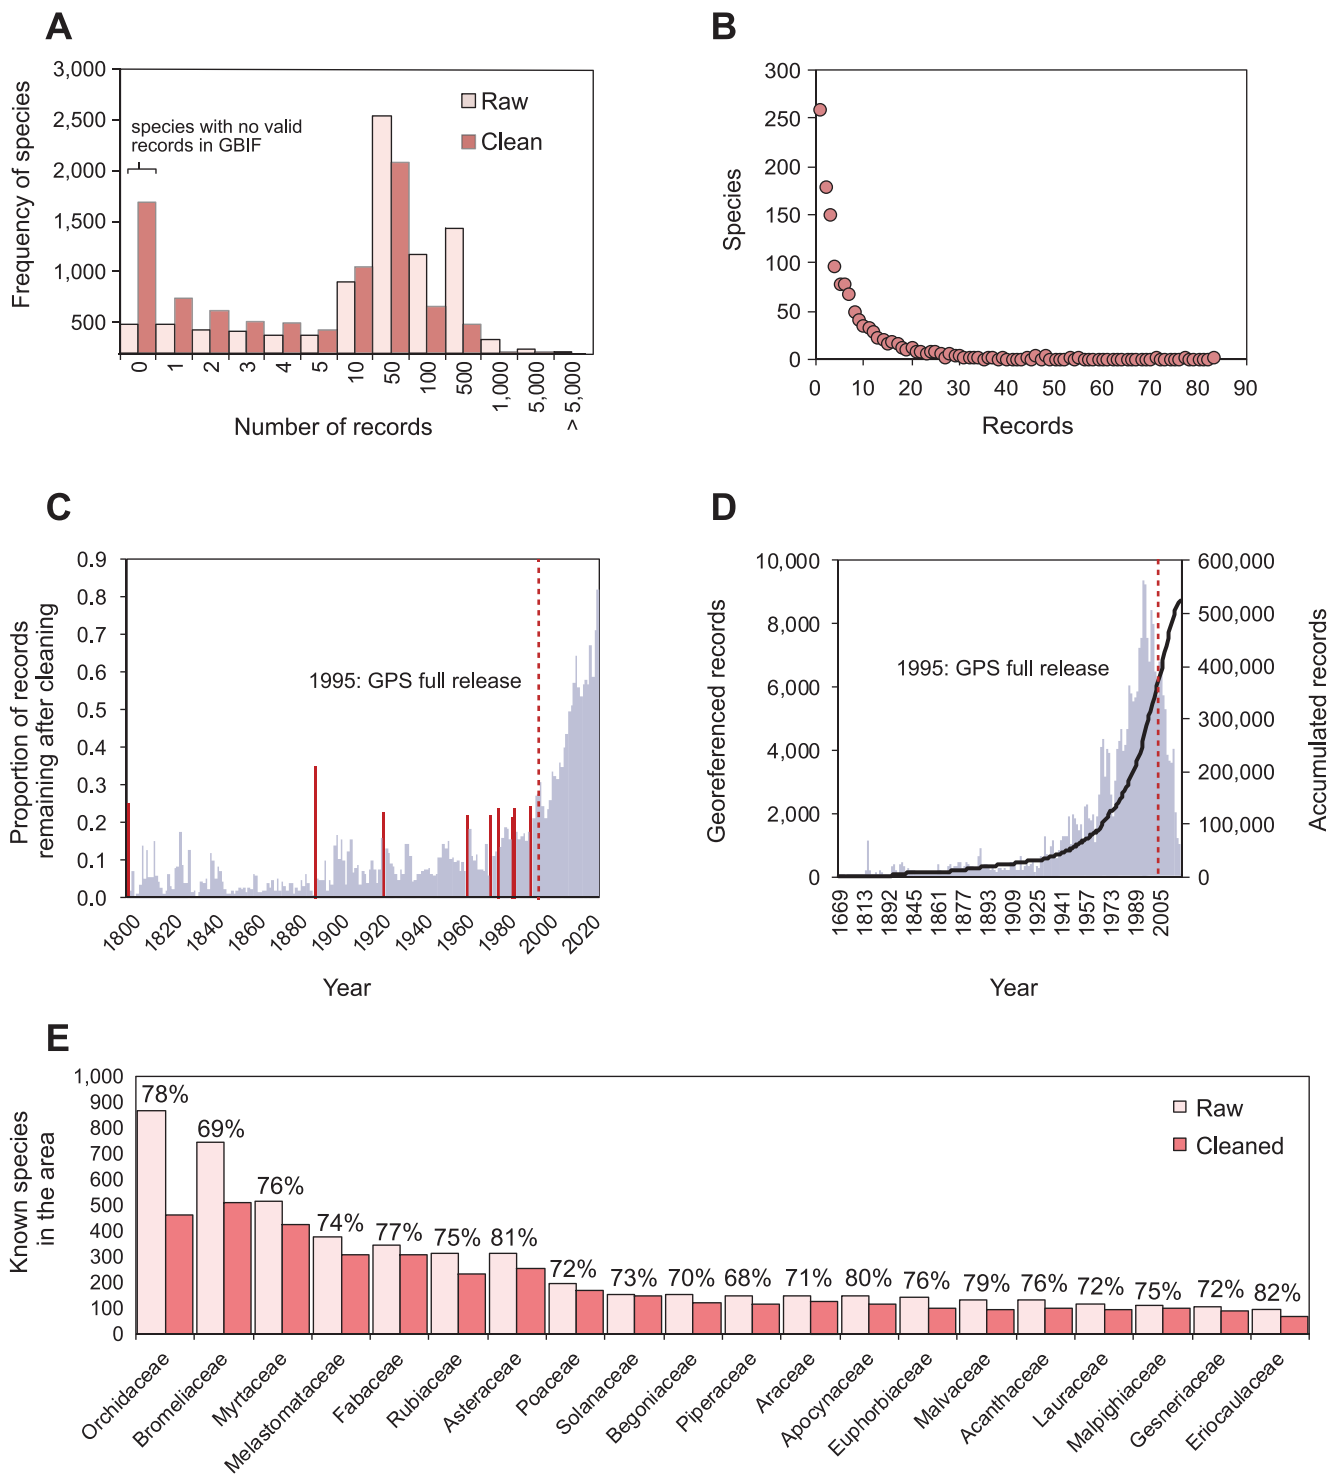 A
3,000
2,500
2,000
1,500
1,000
500
Frequency of species
species with no valid
records in GBIF
Raw
Clean
0
1
2
3
4
5
10
50
100
500
1,000
5,000
> 5,000
Number of records
B
300
250
200
150
100
50
0
Species
0 10 20 30 40 50 60 70 80 90
Records
C
0.9
0.8
0.7
0.6
0.5
0.4
0.3
0.2
0.1
0.0
Proportion of records
remaining after cleaning
1995: GPS full release
1800 1820 1840 1860 1880 1900 1920 1940 1960 1980 2000 2020
Year
D
10,000
8,000
6,000
4,000
2,000
0
Georeferenced records
1995: GPS full release
600,000
500,000
400,000
300,000
200,000
100,000
0
Accumulated records
1669
1813
1892
1845
1861
1877
1893
1909
1925
1941
1957
1973
1989
2005
Year
E
1,000
900
800
700
600
500
400
300
200
100
0
Known species
in the area
Raw
Cleaned
78% 69% 76% 74% 77% 75% 81% 72% 73% 70% 68% 71% 80% 76% 79% 76% 72% 75% 72% 82%
Orchidaceae
Bromeliaceae
Myrtaceae
Melastomataceae
Fabaceae
Rubiaceae
Asteraceae
Poaceae
Solanaceae
Begoniaceae
Piperaceae
Araceae
Apocynaceae
Euphorbiaceae
Malvaceae
Acanthaceae
Lauraceae
Malpighiaceae
Gesneriaceae
Eriocaulaceae